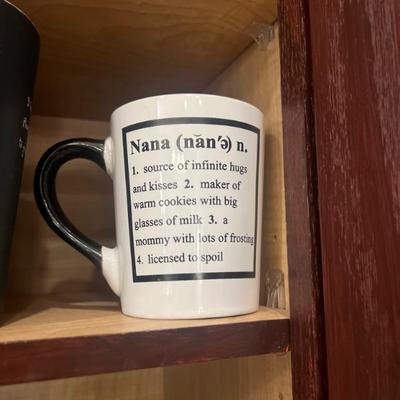 Nana (năn'ə) n.
1. source of infinite hugs
and kisses 2. maker of
warm cookies with big
glasses of milk 3. a
mommy with lots of frosting
4. licensed to spoil